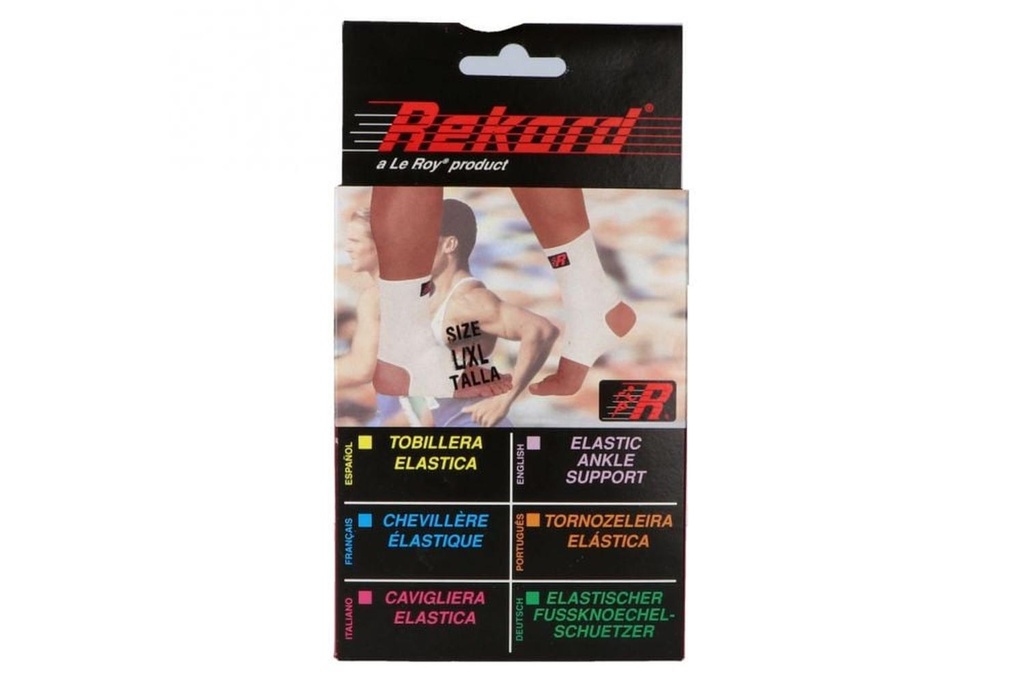 Rekord®
a Le Roy® product
R
SIZE
L/XL
TALLA
R
ESPAÑOL
TOBILLERA
ELASTICA
ENGLISH
ELASTIC
ANKLE
SUPPORT
FRANÇAIS
CHEVILLÈRE
ÉLASTIQUE
PORTUGUÊS
TORNOZELEIRA
ELÁSTICA
ITALIANO
CAVIGLIERA
ELASTICA
DEUTSCH
ELASTISCHER
FUSSKNOECHEL-
SCHUETZER